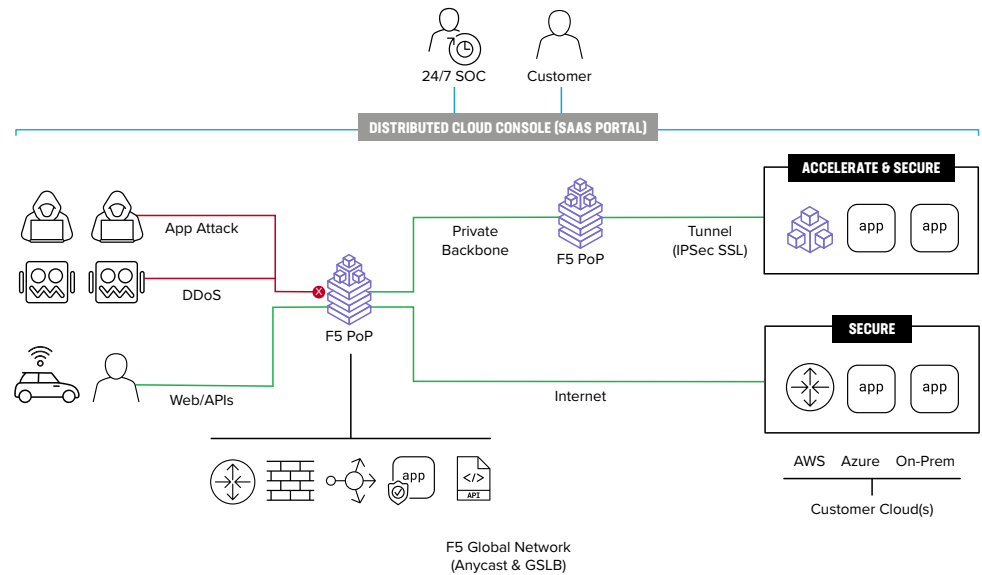 24/7 SOC
Customer
DISTRIBUTED CLOUD CONSOLE (SAAS PORTAL)
ACCELERATE & SECURE
App Attack
Private
Backbone
F5 PoP
Tunnel
(IPSec SSL)
app
app
DDoS
X
F5 PoP
SECURE
Web/APIs
Internet
app
app
AWS
Azure
On-Prem
Customer Cloud(s)
app
</>
API
F5 Global Network
(Anycast & GSLB)